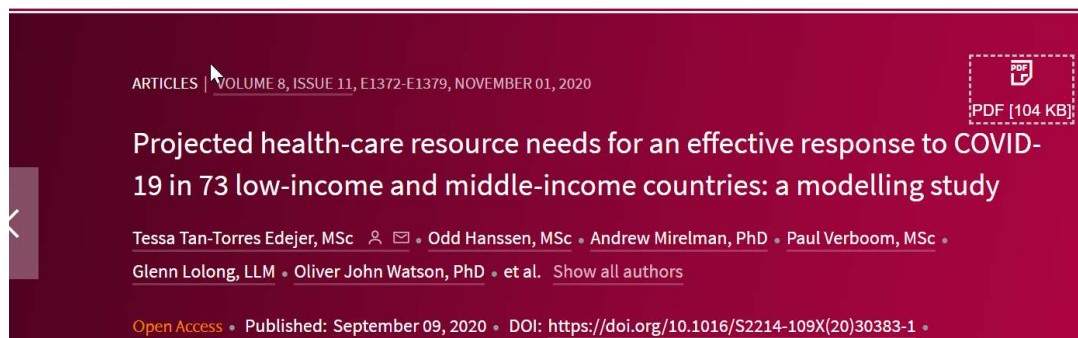 ARTICLES | VOLUME 8, ISSUE 11, E1372-E1379, NOVEMBER 01, 2020
PDF
PDF [104 KB]
Projected health-care resource needs for an effective response to COVID-
19 in 73 low-income and middle-income countries: a modelling study
Tessa Tan-Torres Edejer, MSc • Odd Hanssen, MSc • Andrew Mirelman, PhD • Paul Verboom, MSc •
Glenn Lolong, LLM • Oliver John Watson, PhD • et al. Show all authors
Open Access • Published: September 09, 2020 • DOI: https://doi.org/10.1016/S2214-109X(20)30383-1 •